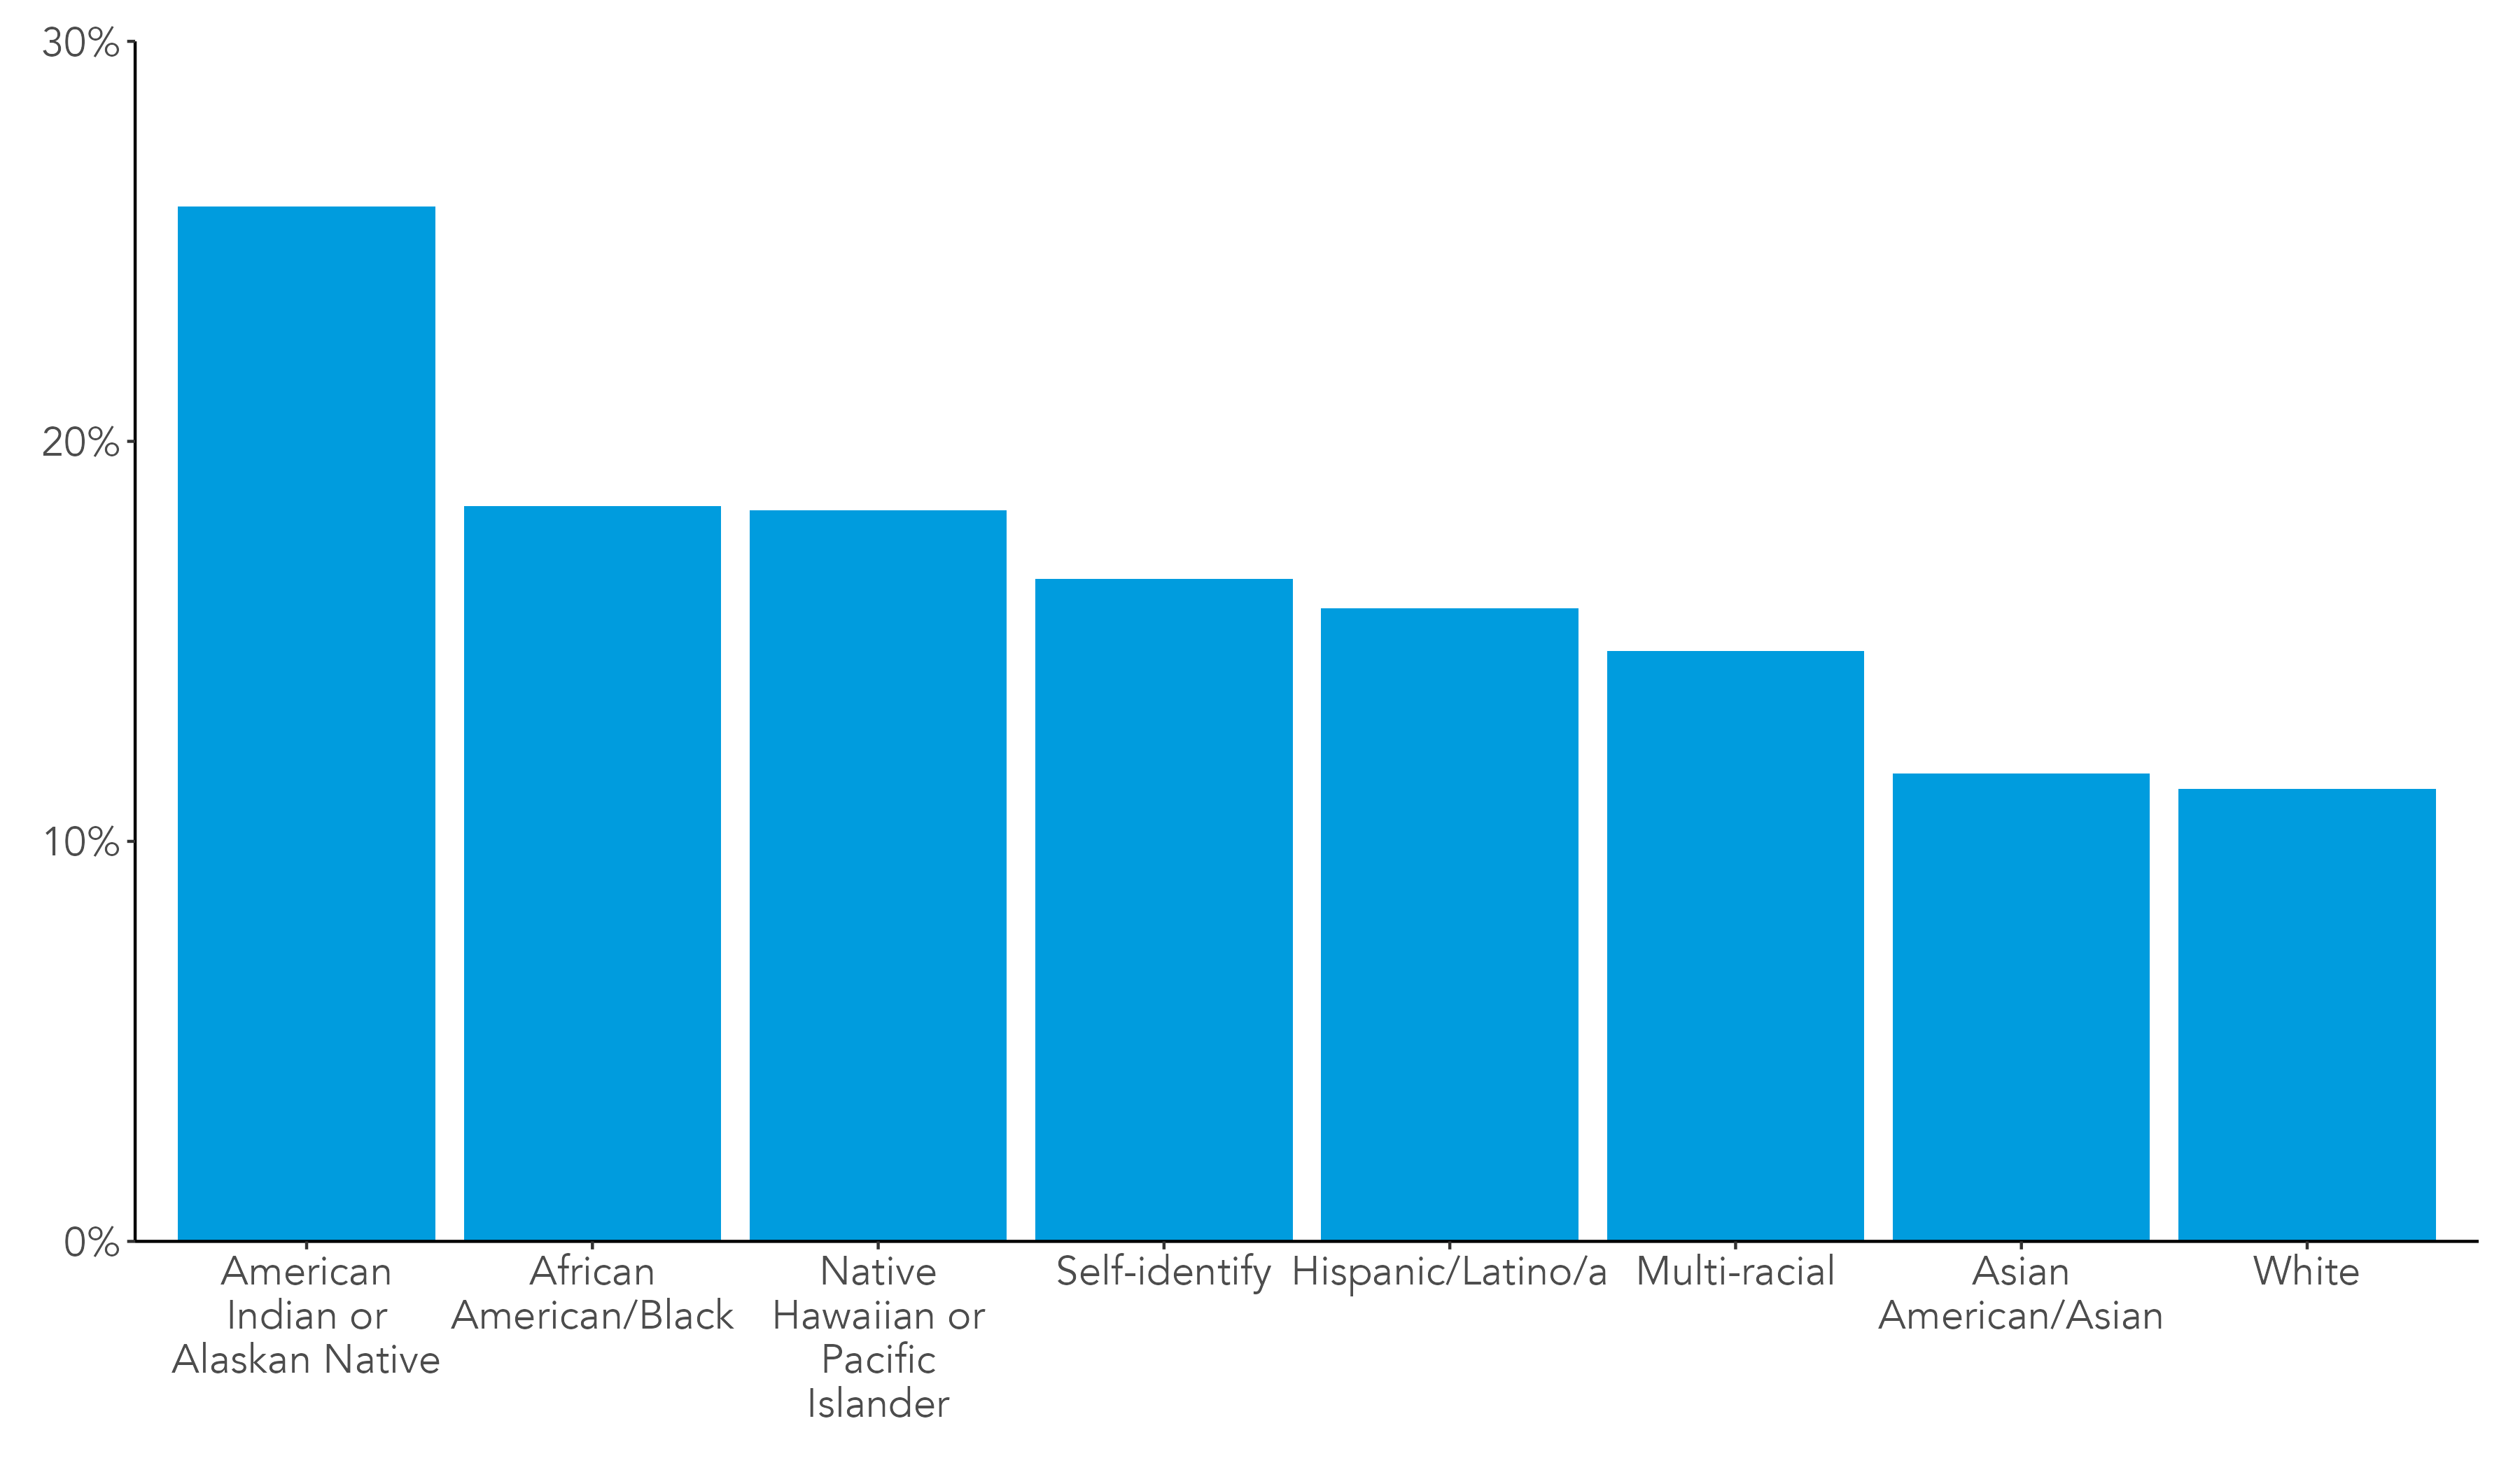 30%
20%
10%
0%
American
Indian or
Alaskan Native
African
American/Black
Native
Hawaiian or
Pacific
Islander
Self-identify
Hispanic/Latino/a
Multi-racial
Asian
American/Asian
White